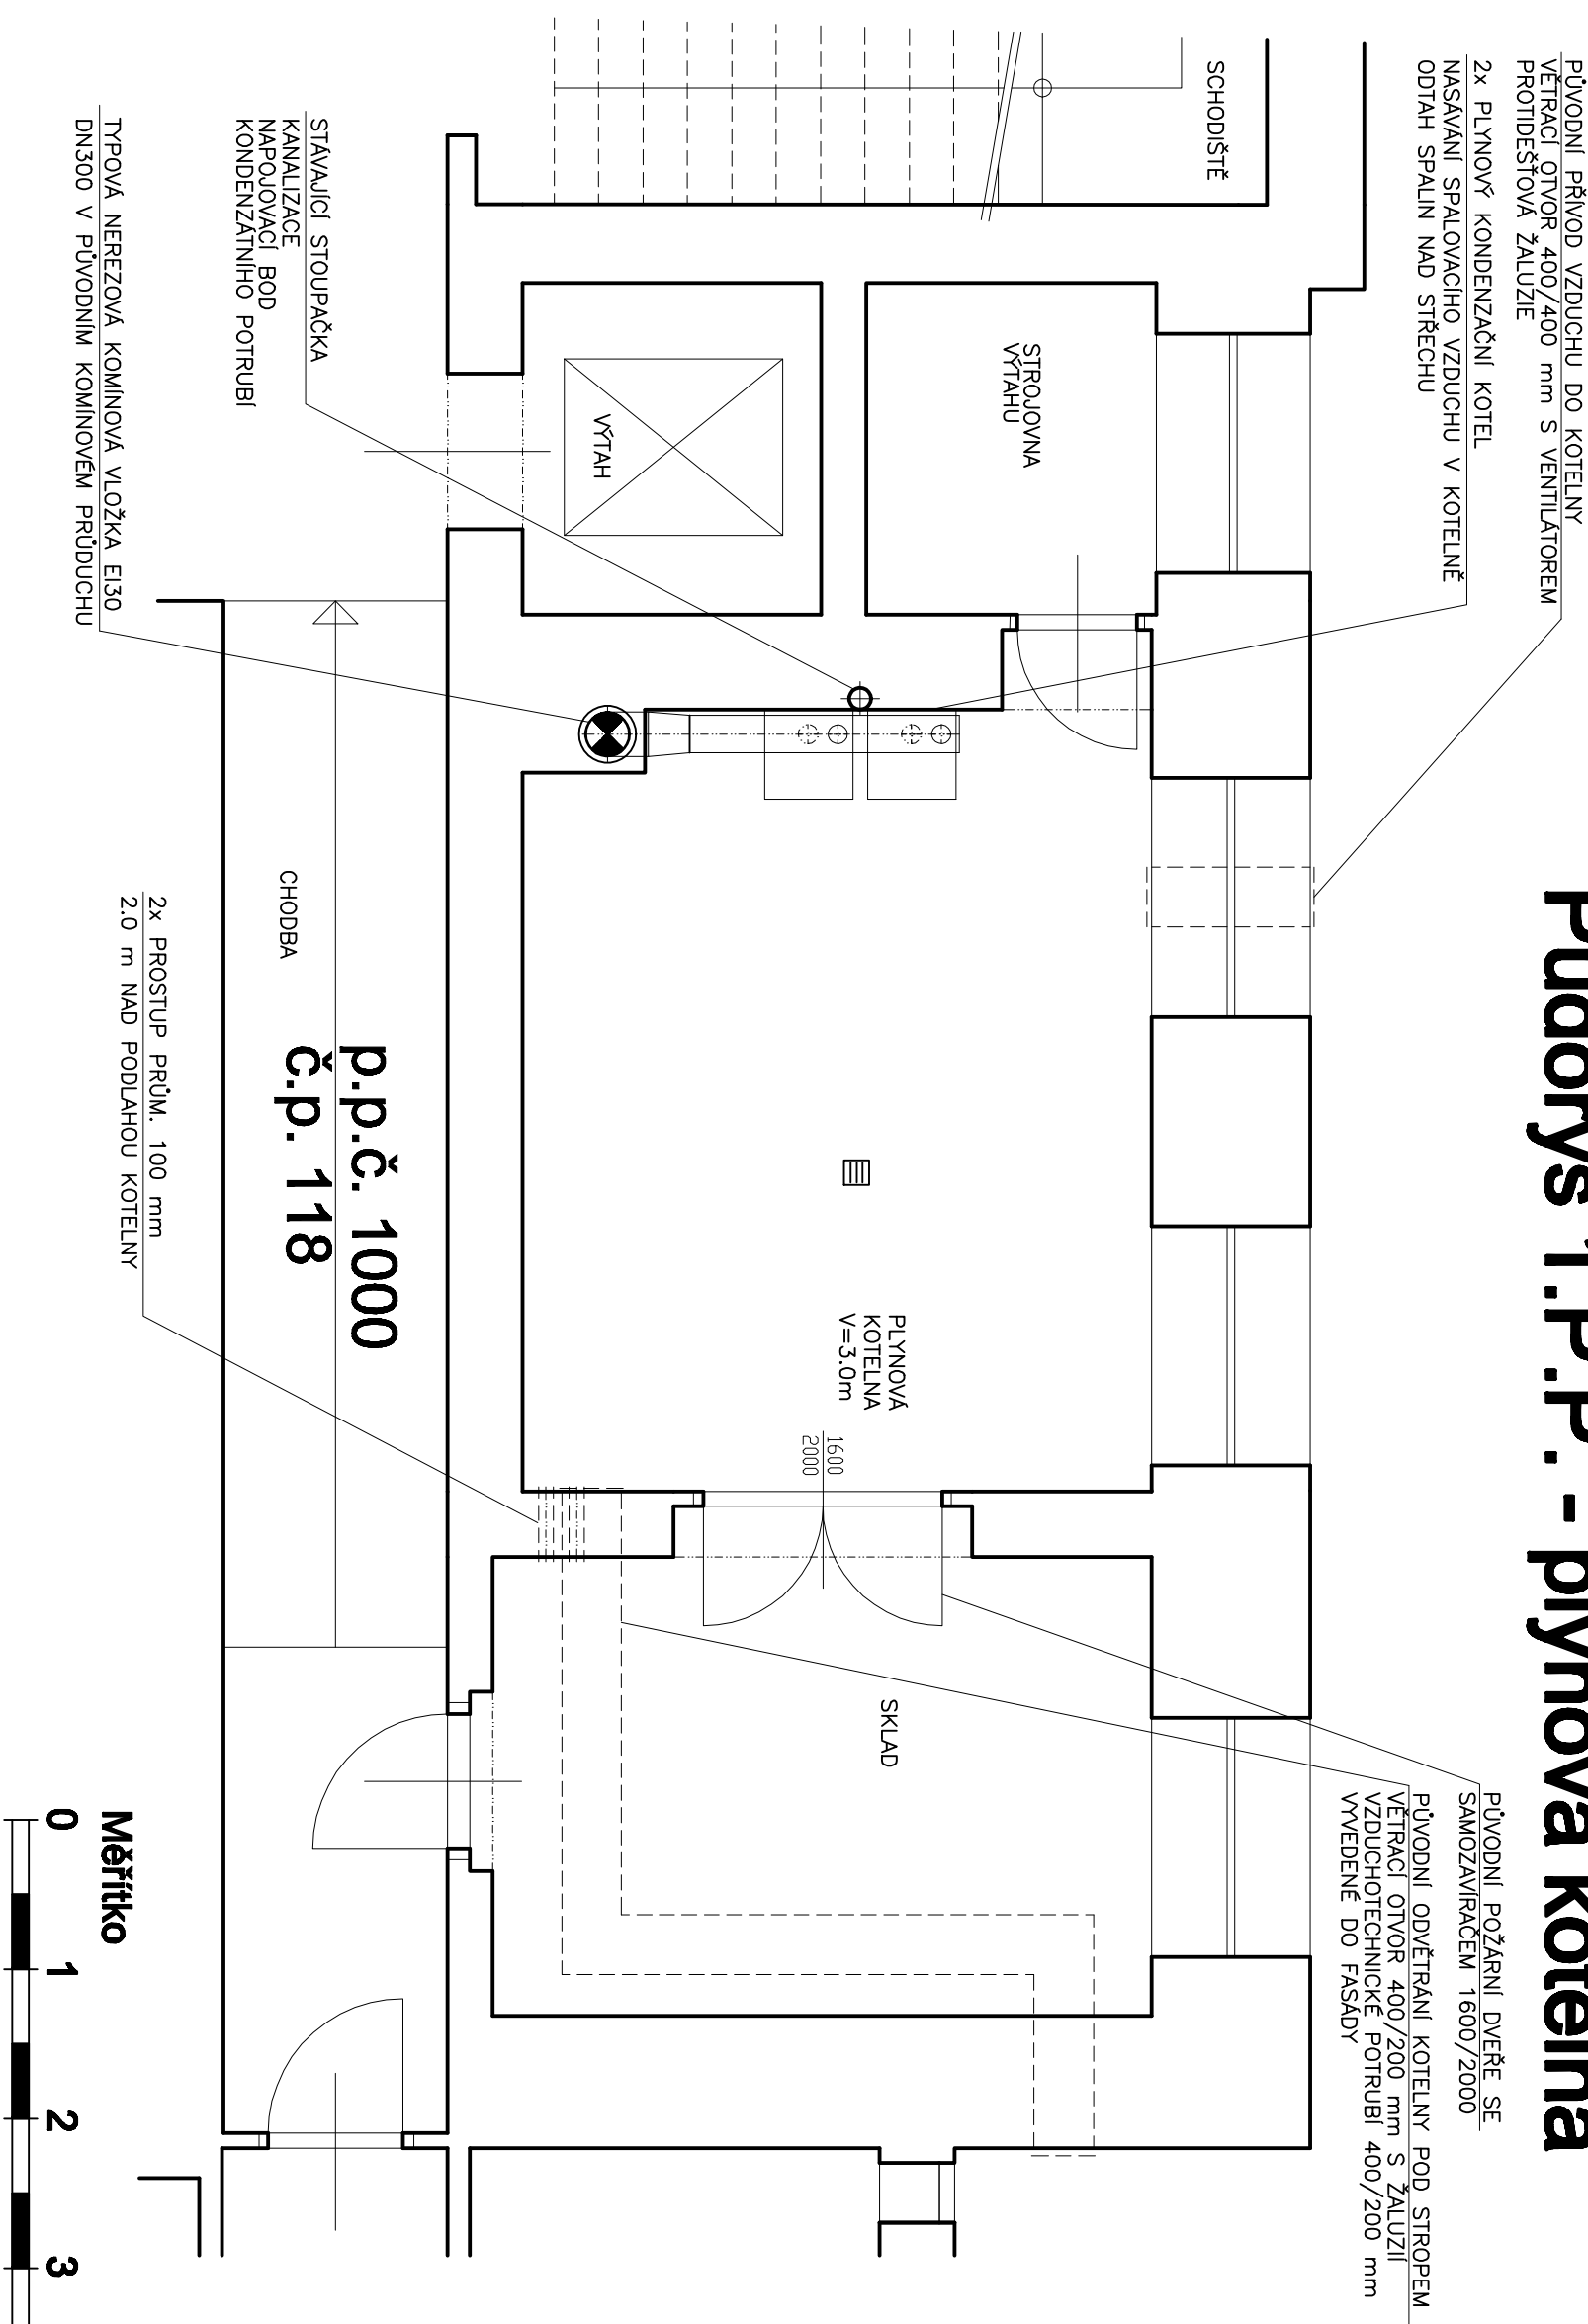 Půdorys 1.P.P. - plynová kotelna
PŮVODNÍ PŘÍVOD VZDUCHU DO KOTELNY
VĚTRACÍ OTVOR 400/400 mm S VENTILÁTOREM
PROTIDEŠŤOVÁ ŽALUZIE
2x PLYNOVÝ KONDENZAČNÍ KOTEL
NASÁVÁNÍ SPALOVACÍHO VZDUCHU V KOTELNĚ
ODTAH SPALIN NAD STŘECHU
PŮVODNÍ POŽÁRNÍ DVEŘE SE
SAMOZAVÍRAČEM 1600/2000
PŮVODNÍ ODVĚTRÁNÍ KOTELNY POD STROPEM
VĚTRACÍ OTVOR 400/200 mm S ŽALUZIÍ
VZDUCHOTECHNICKÉ POTRUBÍ 400/200 mm
VYVEDENÉ DO FASÁDY
SCHODIŠTĚ
STROJOVNA
VÝTAHU
VÝTAH
PLYNOVÁ
KOTELNA
V=3.0m
1600
2000
SKLAD
STÁVAJÍCÍ STOUPAČKA
KANALIZACE
NAPOJOVACÍ BOD
KONDENZÁTNÍHO POTRUBÍ
TYPOVÁ NEREZOVÁ KOMÍNOVÁ VLOŽKA EI30
DN300 V PŮVODNÍM KOMÍNOVÉM PRŮDUCHU
CHODBA
p.p.č. 1000
č.p. 118
2x PROSTUP PRŮM. 100 mm
2.0 m NAD PODLAHOU KOTELNY
Měřítko
0 1 2 3